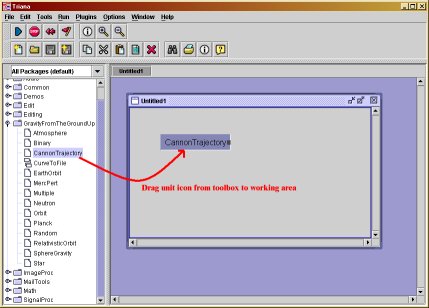 Triana
File Edit Tools Run Plugins Options Window Help
All Packages (default)
Untitled1
Audio
Common
Demos
Edit
Editing
GravityFromTheGroundUp
Atmosphere
Binary
CannonTrajectory
CurveToFile
EarthOrbit
MercPert
Multiple
Neutron
Orbit
Planck
Random
RelativisticOrbit
SphereGravity
Star
ImageProc
MailTools
Math
SignalProc
Untitled1
CannonTrajectory
Drag unit icon from toolbox to working area